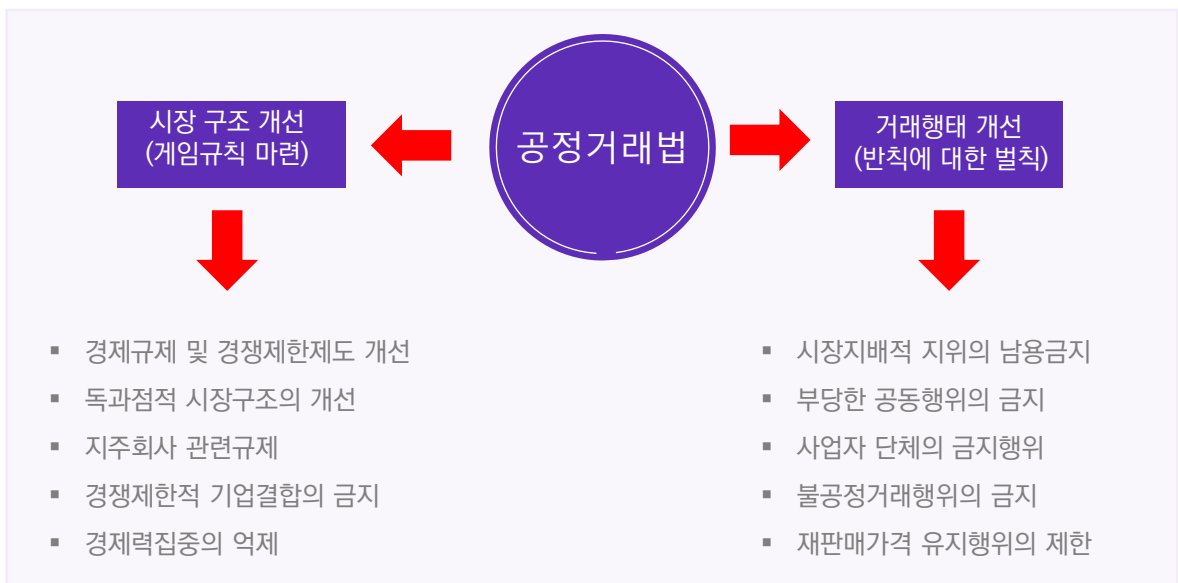 공정거래법
시장 구조 개선
(게임규칙 마련)
거래행태 개선
(반칙에 대한 벌칙)
▪ 경제규제 및 경쟁제한제도 개선
▪ 독과점적 시장구조의 개선
▪ 지주회사 관련규제
▪ 경쟁제한적 기업결합의 금지
▪ 경제력집중의 억제
▪ 시장지배적 지위의 남용금지
▪ 부당한 공동행위의 금지
▪ 사업자 단체의 금지행위
▪ 불공정거래행위의 금지
▪ 재판매가격 유지행위의 제한